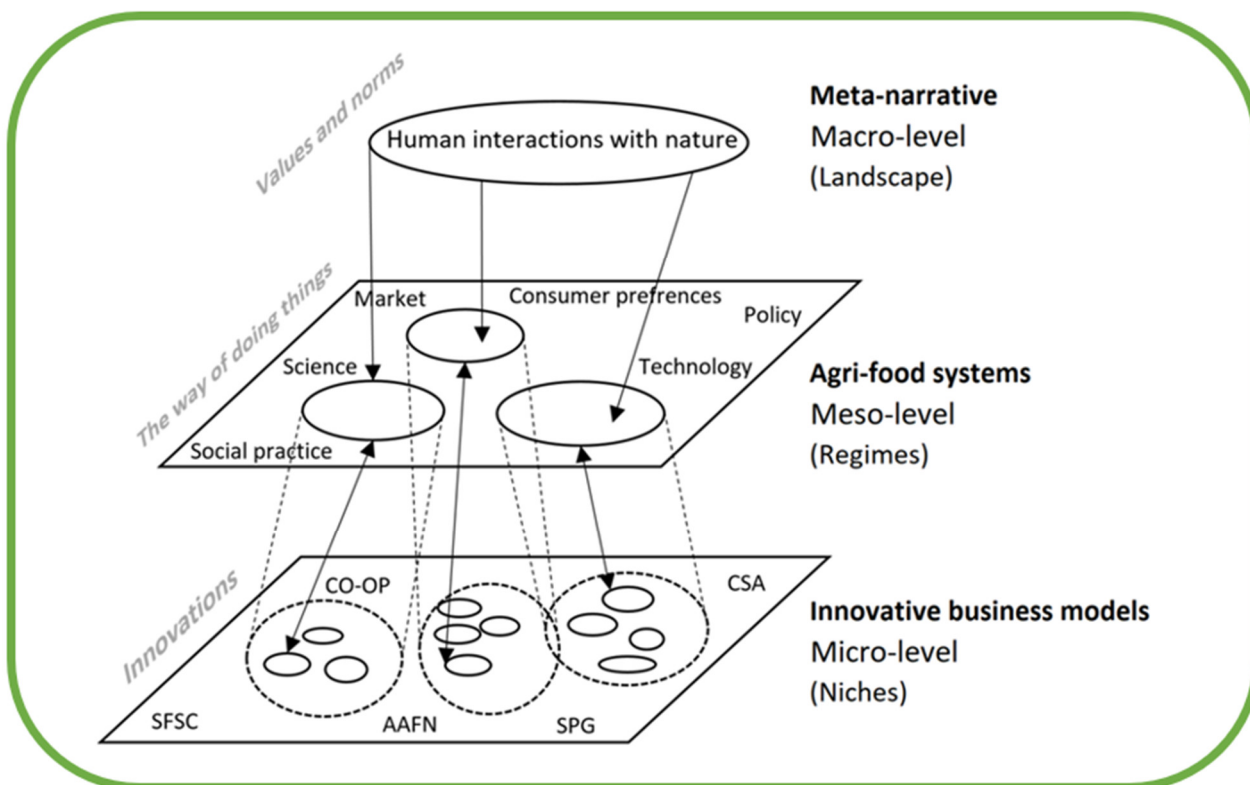 Values and norms
Human interactions with nature
Meta-narrative
Macro-level
(Landscape)
The way of doing things
Market
Consumer prefrences
Policy
Science
Technology
Social practice
Agri-food systems
Meso-level
(Regimes)
Innovations
CO-OP
CSA
SFSC
AAFN
SPG
Innovative business models
Micro-level
(Niches)